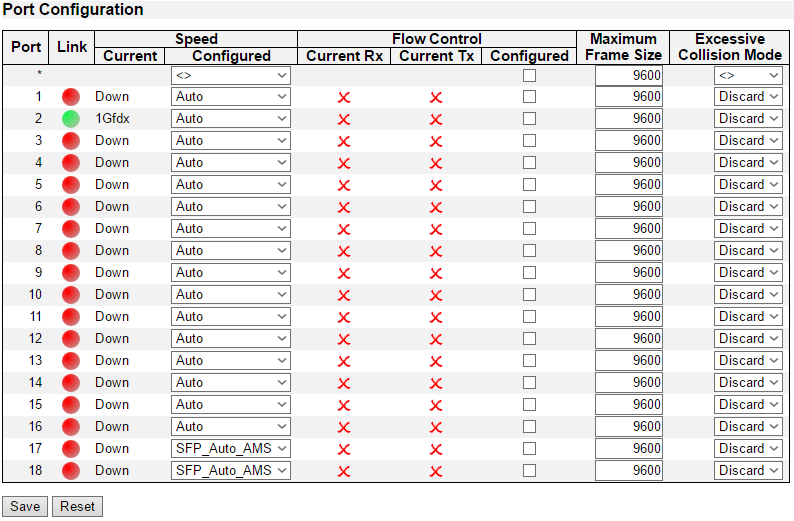 Port Configuration
Port Link Speed Flow Control Maximum Frame Size Excessive Collision Mode
Current Configured Current Rx Current Tx Configured
* <> 9600 <>
1 Down Auto 9600 Discard
2 1Gfdx Auto 9600 Discard
3 Down Auto 9600 Discard
4 Down Auto 9600 Discard
5 Down Auto 9600 Discard
6 Down Auto 9600 Discard
7 Down Auto 9600 Discard
8 Down Auto 9600 Discard
9 Down Auto 9600 Discard
10 Down Auto 9600 Discard
11 Down Auto 9600 Discard
12 Down Auto 9600 Discard
13 Down Auto 9600 Discard
14 Down Auto 9600 Discard
15 Down Auto 9600 Discard
16 Down Auto 9600 Discard
17 Down SFP_Auto_AMS 9600 Discard
18 Down SFP_Auto_AMS 9600 Discard
Save Reset